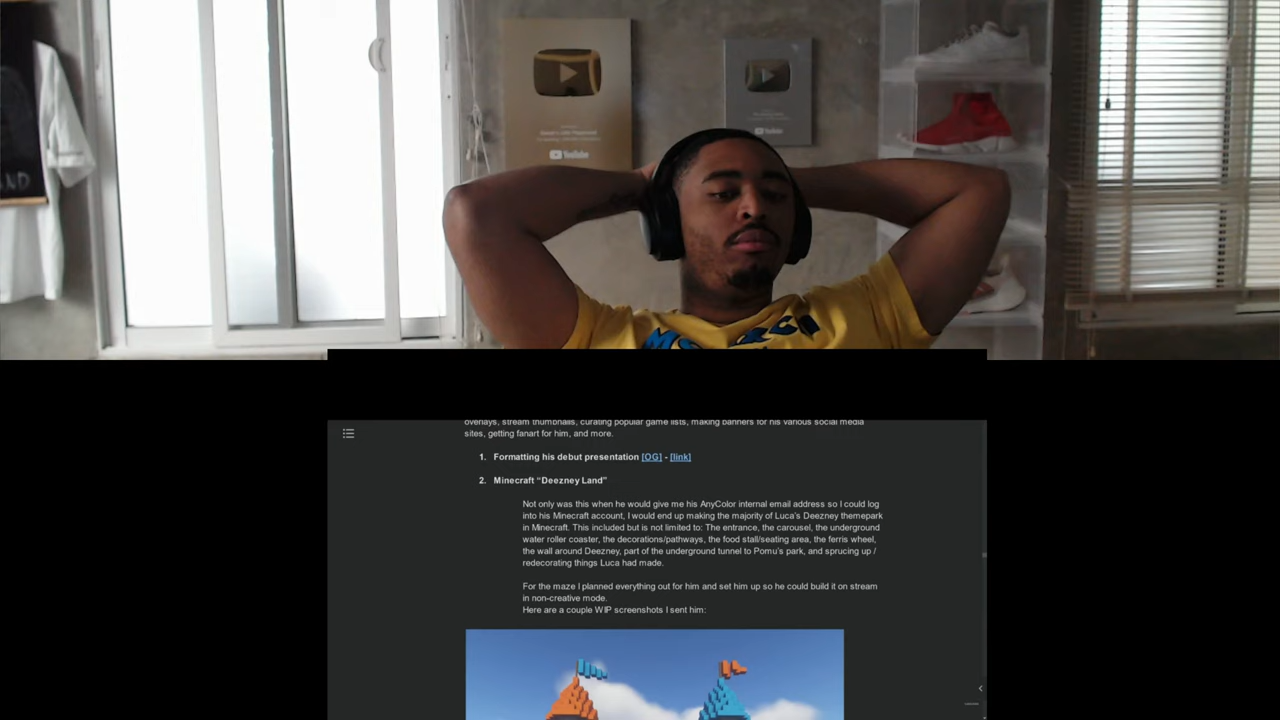 YouTube
YouTube
overlays, stream thumbnails, curating popular game lists, making banners for his various social media
sites, getting fanart for him, and more.
1. Formatting his debut presentation [OG] - [link]
2. Minecraft “Deezney Land”
Not only was this when he would give me his AnyColor internal email address so I could log
into his Minecraft account, I would end up making the majority of Luca’s Deezney themepark
in Minecraft. This included but is not limited to: The entrance, the carousel, the underground
water roller coaster, the decorations/pathways, the food stall/seating area, the ferris wheel,
the wall around Deezney, part of the underground tunnel to Pomu’s park, and sprucing up /
redecorating things Luca had made.
For the maze I planned everything out for him and set him up so he could build it on stream
in non-creative mode.
Here are a couple WIP screenshots I sent him: